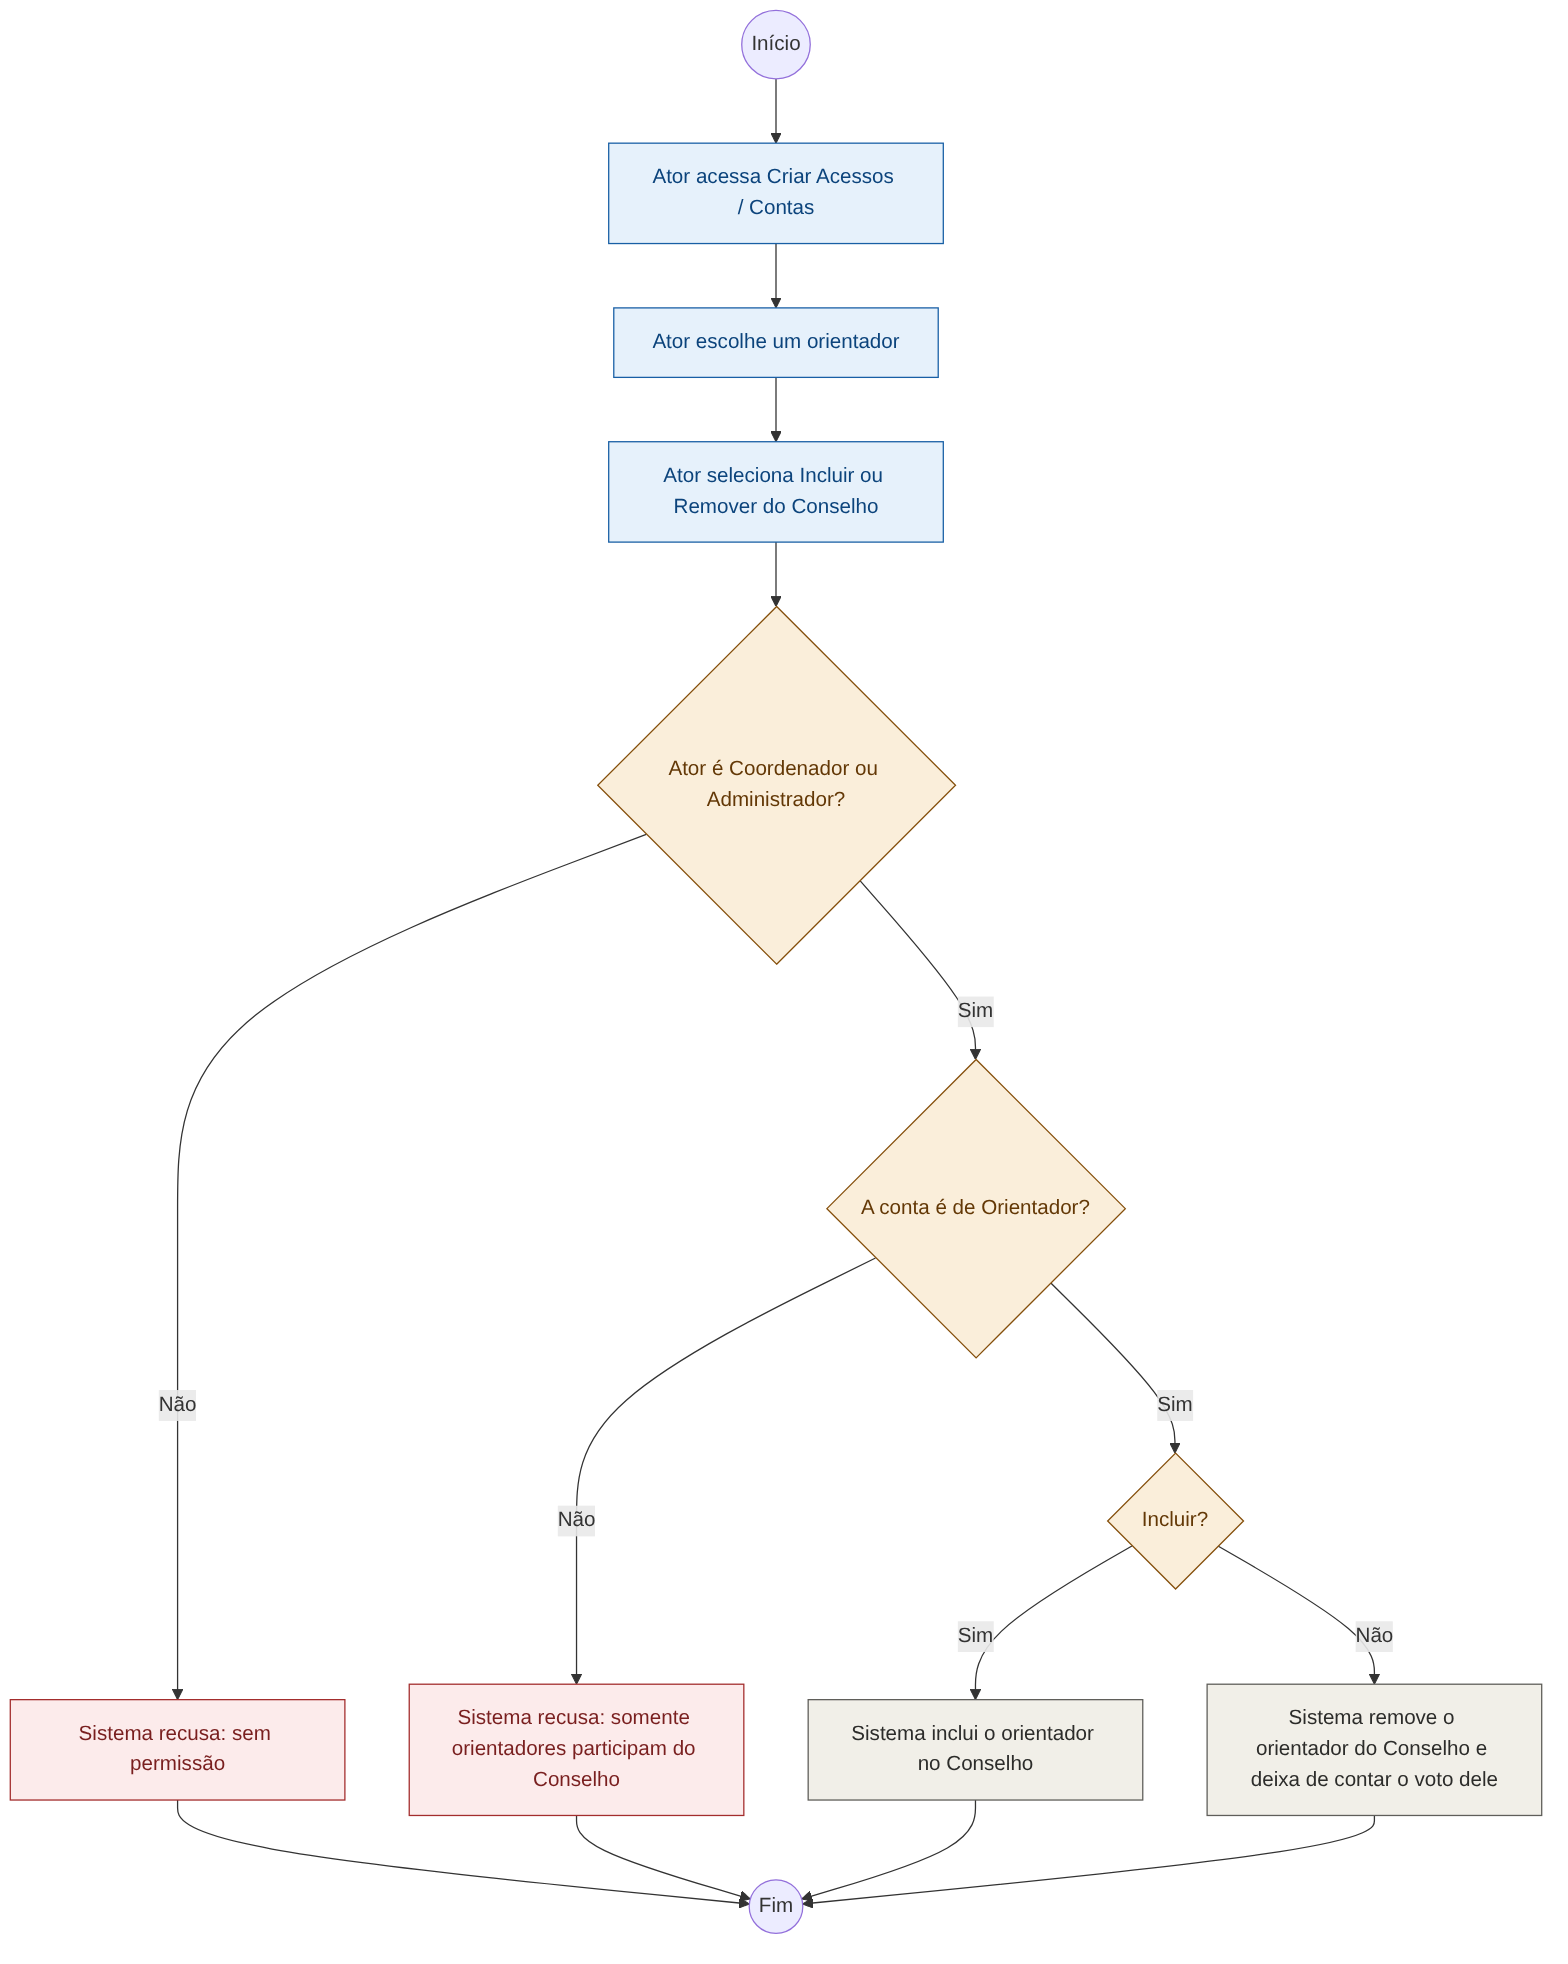 Início
Ator acessa Criar Acessos
/ Contas
Ator escolhe um orientador
Ator seleciona Incluir ou
Remover do Conselho
Ator é Coordenador ou
Administrador?
Sim
A conta é de Orientador?
Não
Sim
Não
Incluir?
Sim
Não
Sistema recusa: sem
permissão
Sistema recusa: somente
orientadores participam do
Conselho
Sistema inclui o orientador
no Conselho
Sistema remove o
orientador do Conselho e
deixa de contar o voto dele
Fim